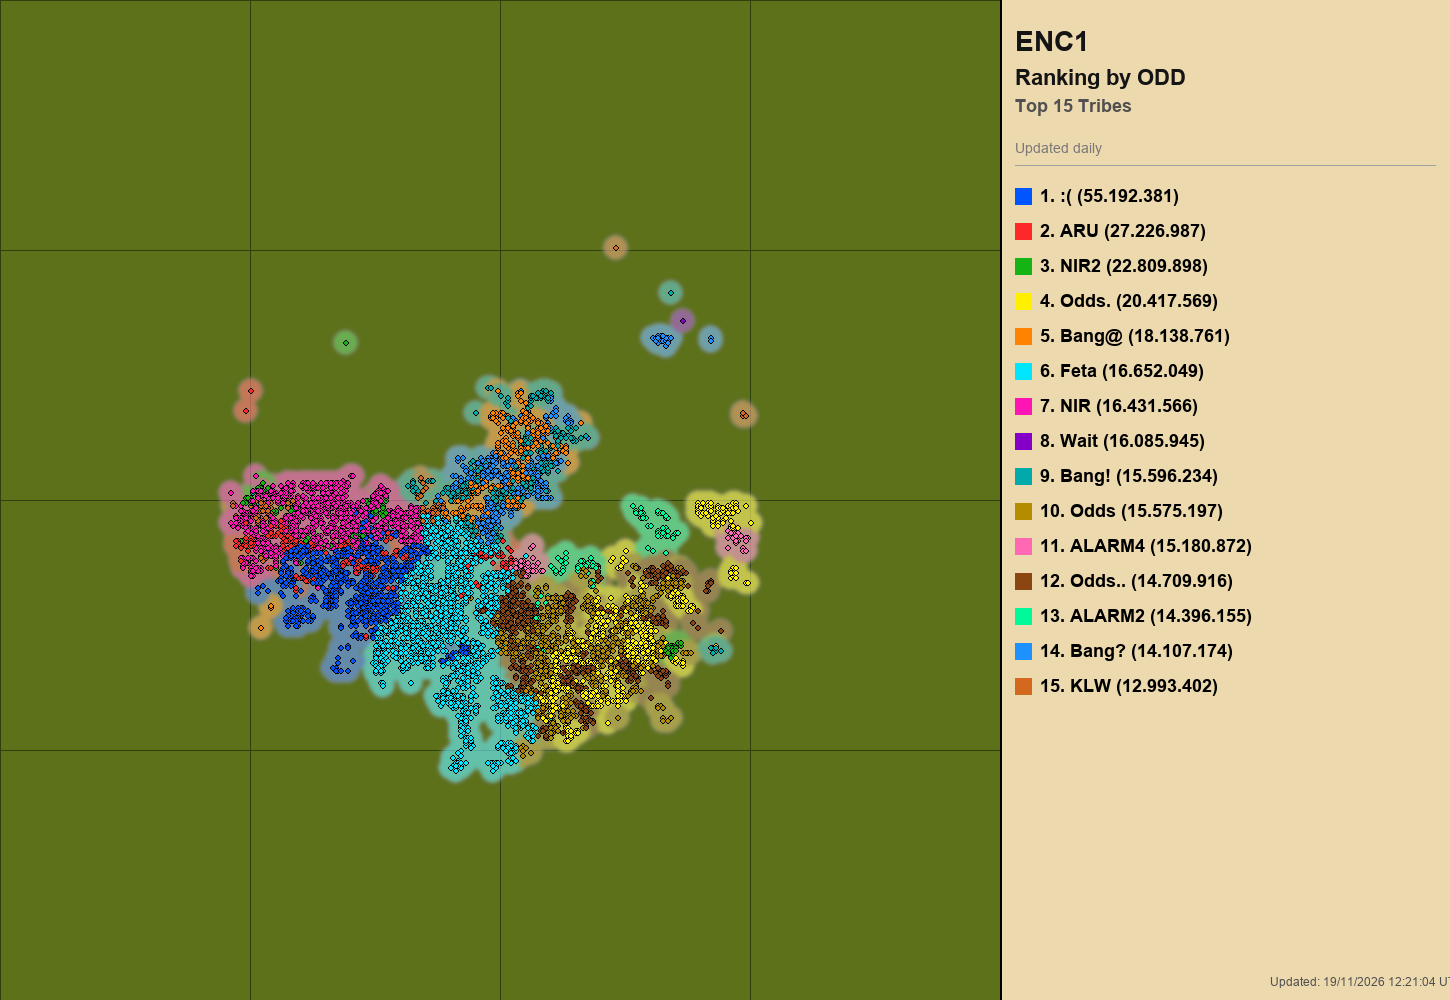 ENC1
Ranking by ODD
Top 15 Tribes
Updated daily
1. :( (55.192.381)
2. ARU (27.226.987)
3. NIR2 (22.809.898)
4. Odds. (20.417.569)
5. Bang@ (18.138.761)
6. Feta (16.652.049)
7. NIR (16.431.566)
8. Wait (16.085.945)
9. Bang! (15.596.234)
10. Odds (15.575.197)
11. ALARM4 (15.180.872)
12. Odds.. (14.709.916)
13. ALARM2 (14.396.155)
14. Bang? (14.107.174)
15. KLW (12.993.402)
Updated: 19/11/2026 12:21:04